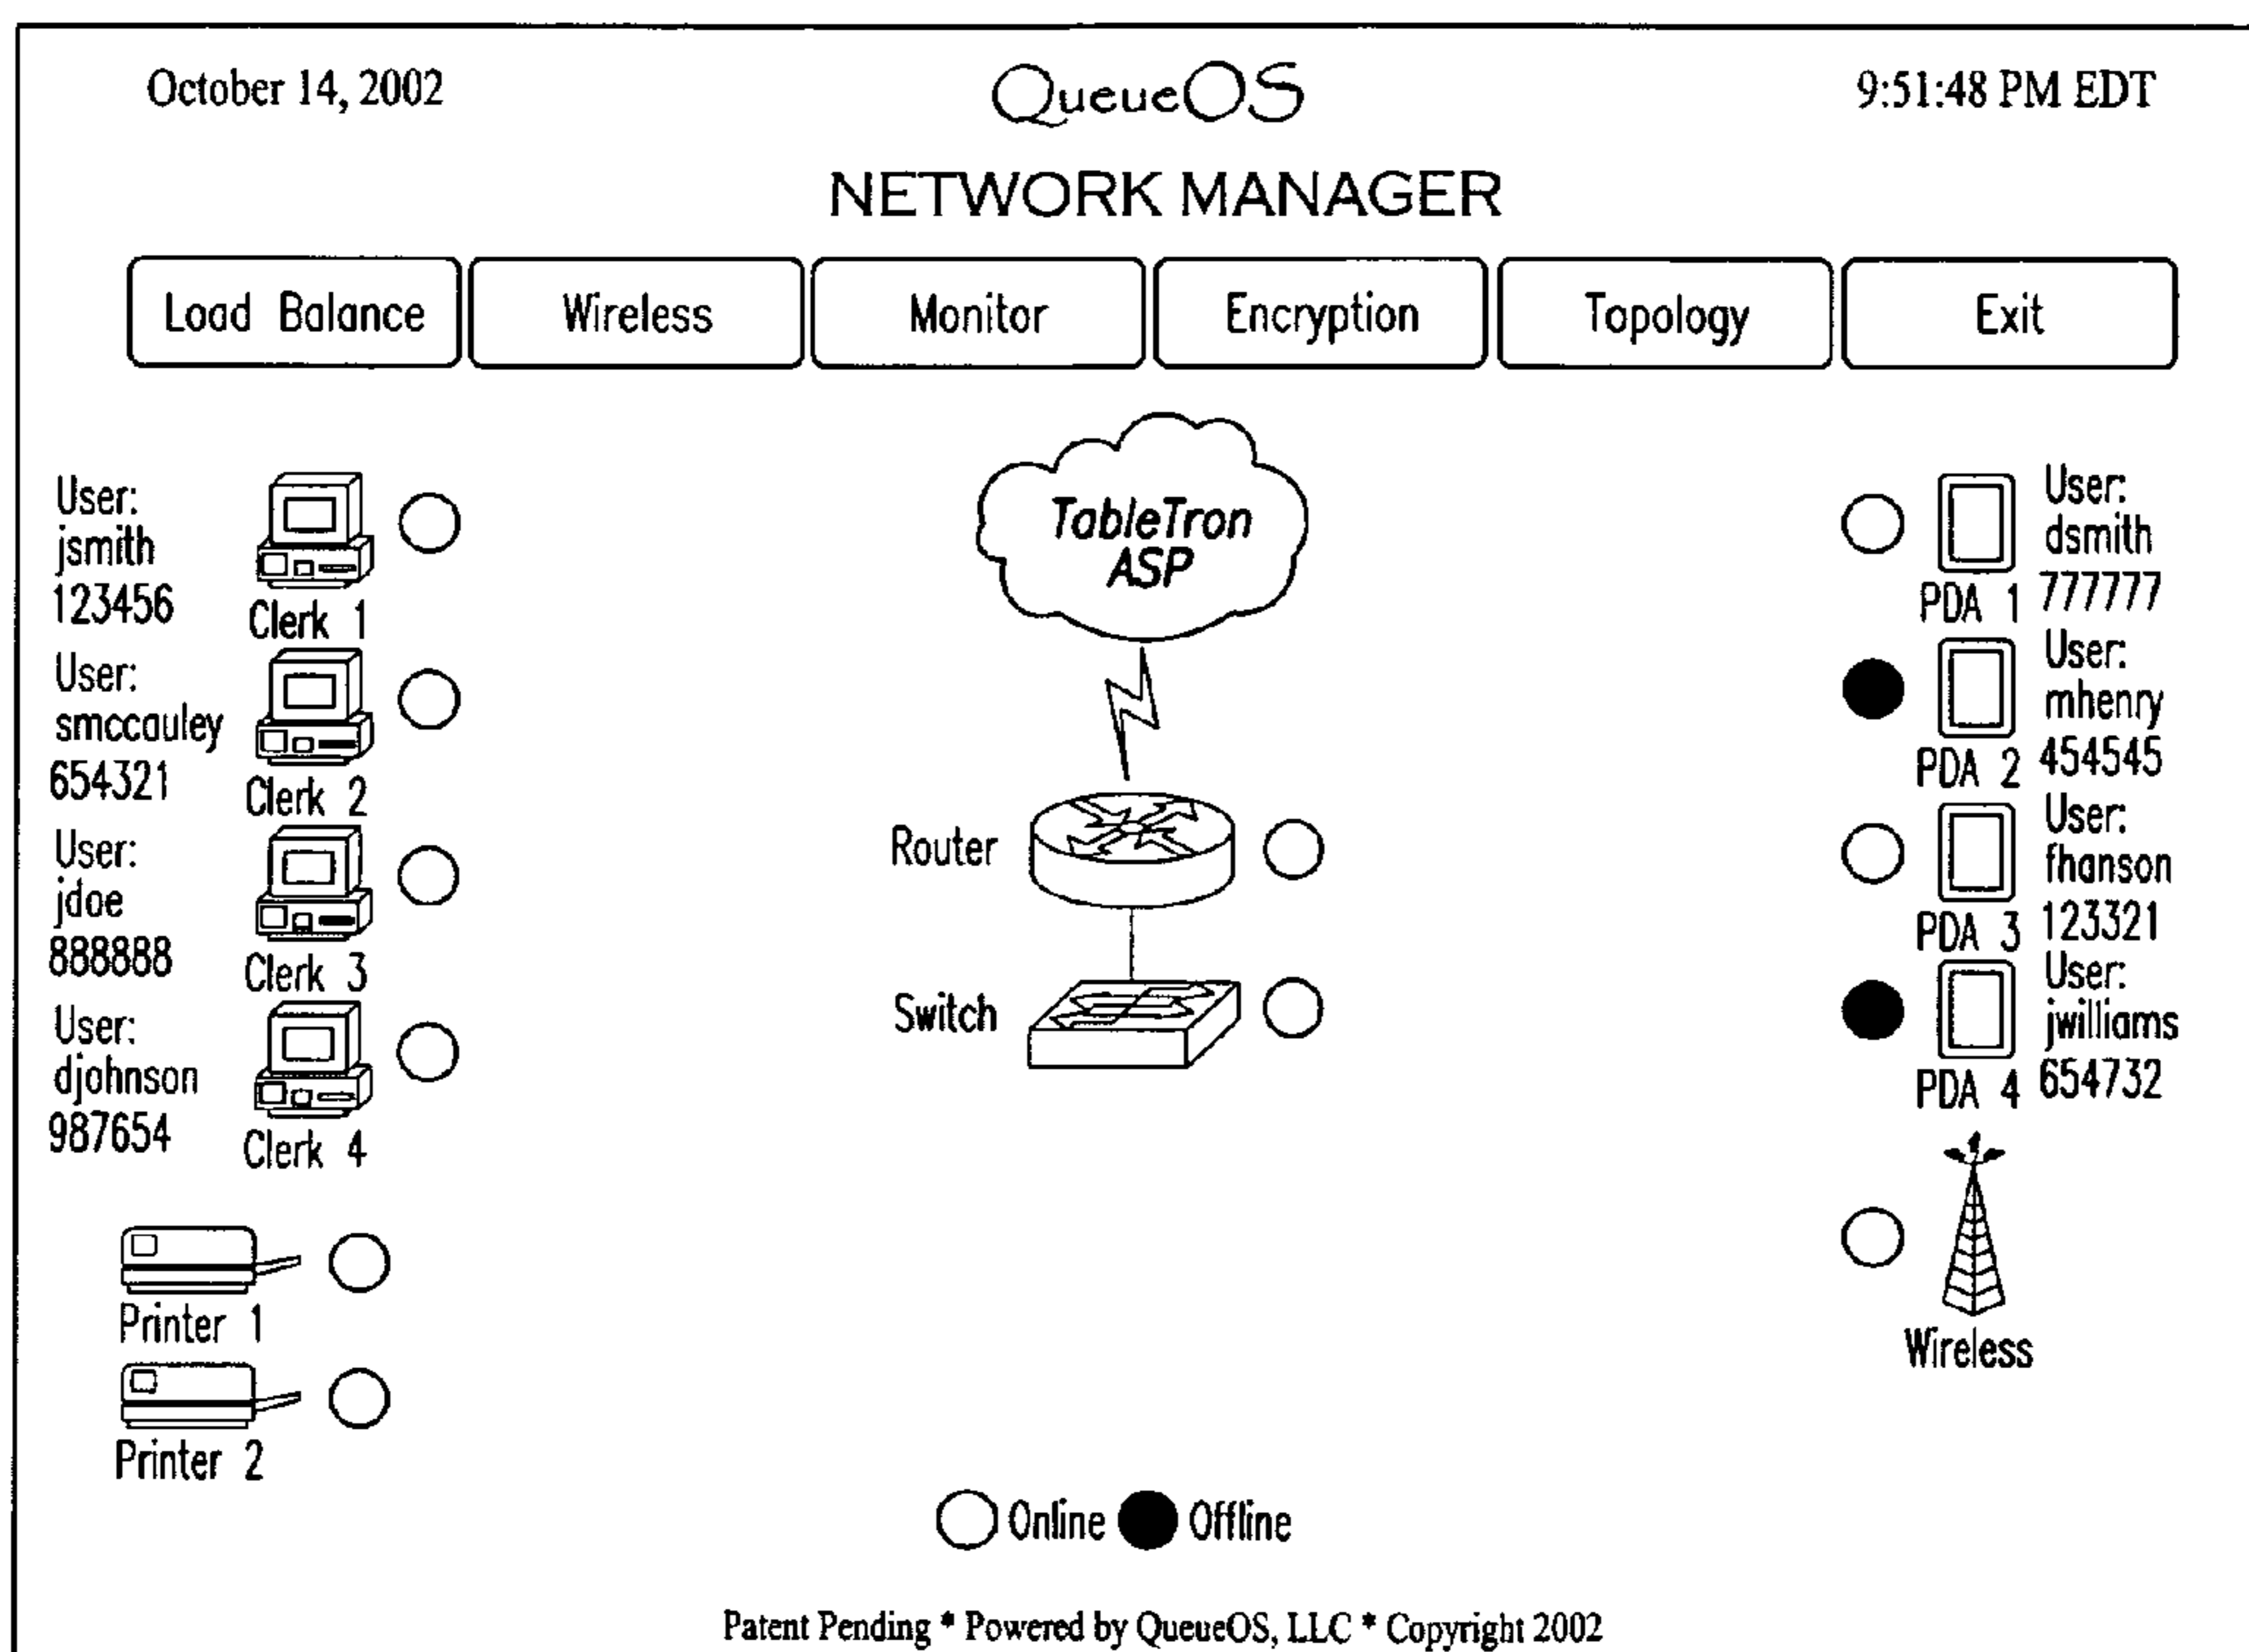 October 14, 2002
QueueOS
9:51:48 PM EDT
NETWORK MANAGER
Load Balance
Wireless
Monitor
Encryption
Topology
Exit
User:
jsmith
123456
Clerk 1
User:
smccauley
654321
Clerk 2
User:
jdoe
888888
Clerk 3
User:
djohnson
987654
Clerk 4
Printer 1
Printer 2
TableTron
ASP
Router
Switch
User:
dsmith
777777
PDA 1
User:
mhenry
454545
PDA 2
User:
fhanson
123321
PDA 3
User:
jwilliams
654732
PDA 4
Wireless
Online
Offline
Patent Pending * Powered by QueueOS, LLC * Copyright 2002